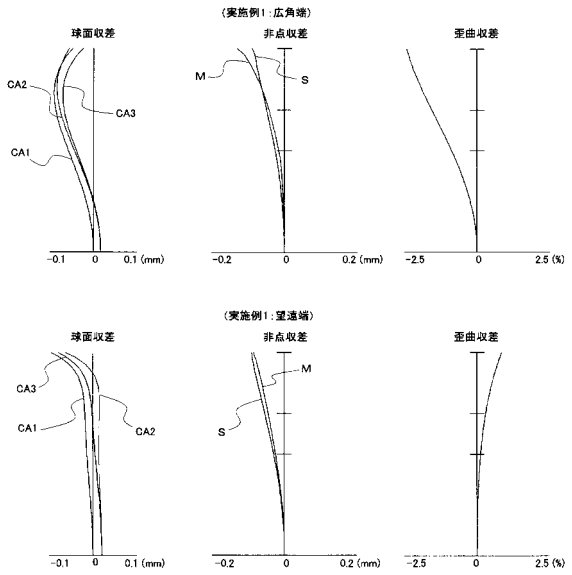 (実施例1:広角端)
球面収差
非点収差
歪曲収差
M
S
CA2
CA3
CA1
-0.1
0
0.1 (mm)
-0.2
0
0.2 (mm)
-2.5
0
2.5 (%)
(実施例1:望遠端)
球面収差
非点収差
歪曲収差
CA3
CA1
CA2
M
S
-0.1
0
0.1 (mm)
-0.2
0
0.2 (mm)
-2.5
0
2.5 (%)